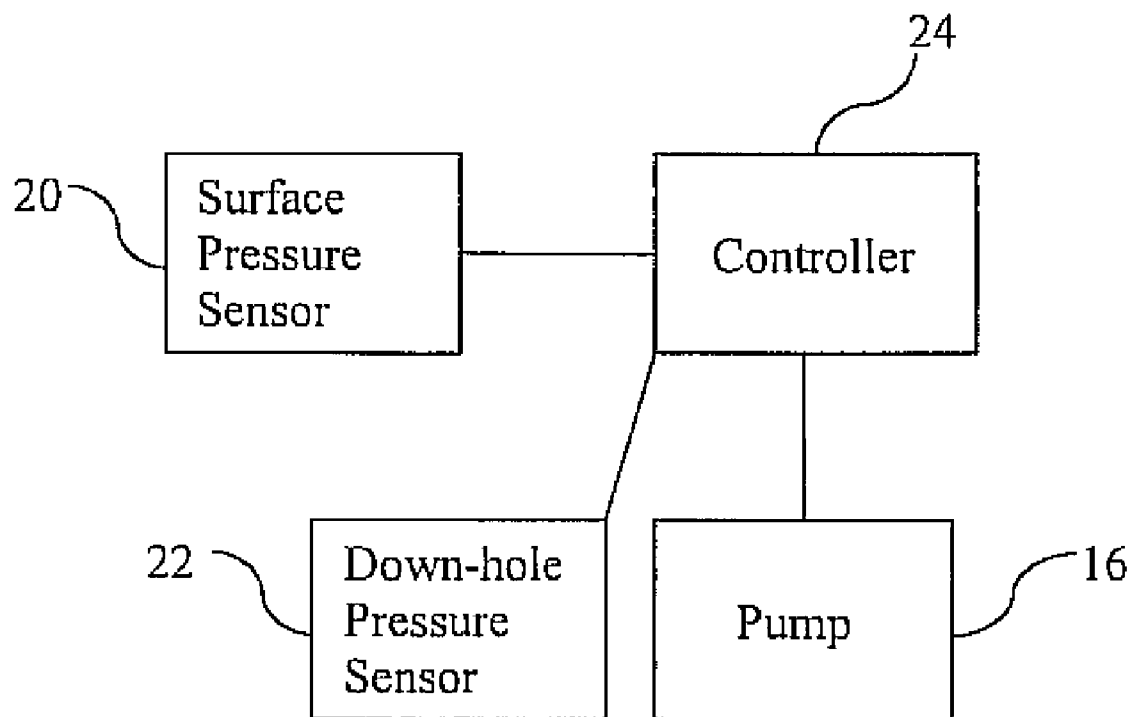 24
20
Surface
Pressure
Sensor
Controller
22
Down-hole
Pressure
Sensor
Pump
16